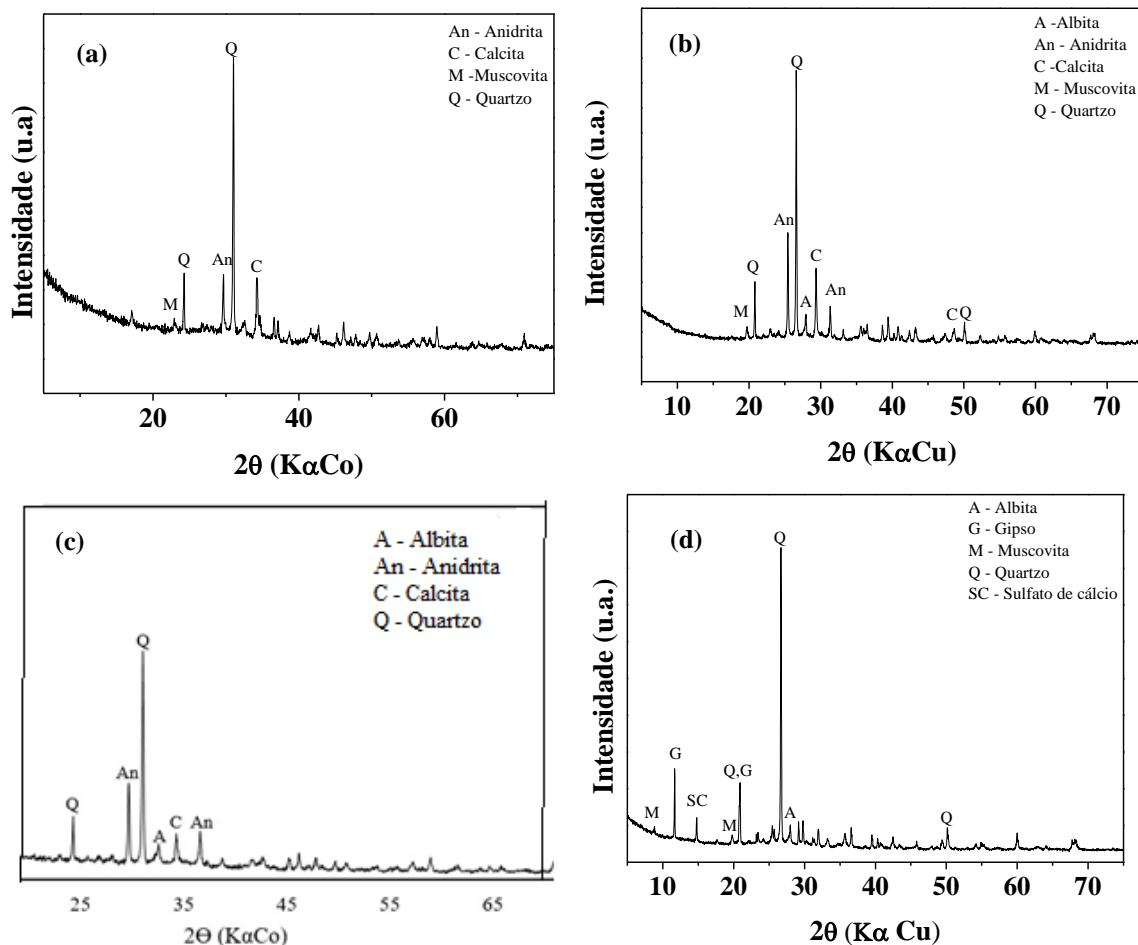 (a)
An - Anidrita
C - Calcita
M -Muscovita
Q - Quartzo
Q
Q
An
C
M
Intensidade (u.a)
20 40 60
2θ (KαCo)
(b)
A -Albita
An - Anidrita
C -Calcita
M - Muscovita
Q - Quartzo
Q
An
Q
C
An
M
A
C
Q
Intensidade (u.a.)
10 20 30 40 50 60 70
2θ (KαCu)
(c)
A - Albita
An - Anidrita
C - Calcita
Q - Quartzo
Q
An
Q
A
C
An
25 35 45 55 65
2Θ (KαCo)
(d)
A - Albita
G - Gipso
M - Muscovita
Q - Quartzo
SC - Sulfato de cálcio
Q
G
Q,G
SC
M
M
A
Q
Intensidade (u.a.)
10 20 30 40 50 60 70
2θ (Kα Cu)